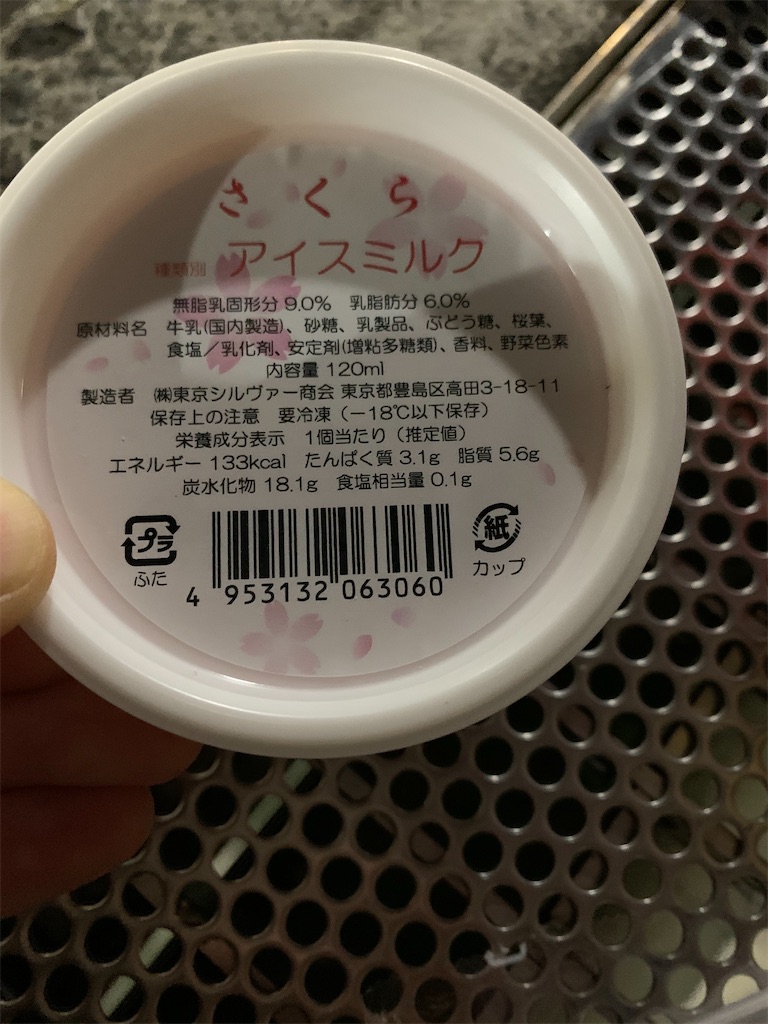 さくら
種類別 アイスミルク
無脂乳固形分 9.0% 乳脂肪分 6.0%
原材料名 牛乳(国内製造)、砂糖、乳製品、ぶどう糖、桜葉、
食塩/乳化剤、安定剤(増粘多糖類)、香料、野菜色素
内容量 120ml
製造者 ㈱東京シルヴァー商会 東京都豊島区高田3-18-11
保存上の注意 要冷凍(-18℃以下保存)
栄養成分表示 1個当たり(推定値)
エネルギー 133kcal たんぱく質 3.1g 脂質 5.6g
炭水化物 18.1g 食塩相当量 0.1g
プラ ふた
紙 カップ
4 953132 063060